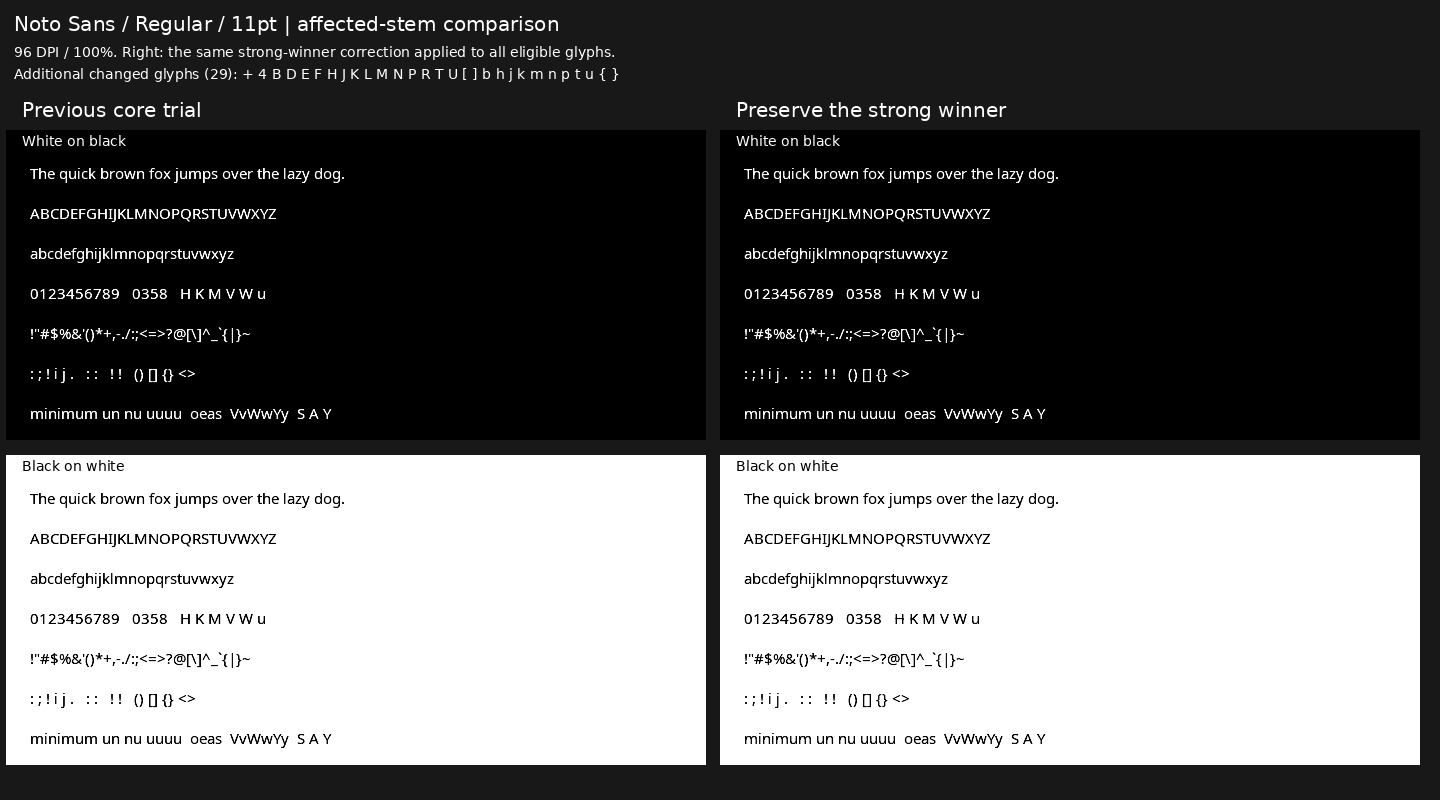 Noto Sans / Regular / 11pt | affected-stem comparison
96 DPI / 100%. Right: the same strong-winner correction applied to all eligible glyphs.
Additional changed glyphs (29): + 4 B D E F H J K L M N P R T U [ ] b h j k m n p t u { }
Previous core trial
White on black
The quick brown fox jumps over the lazy dog.
ABCDEFGHIJKLMNOPQRSTUVWXYZ
abcdefghijklmnopqrstuvwxyz
0123456789   0358   H K M V W u
!"#$%&'()*+,-./:;<=>?@[\]^_`{|}~
: ; ! i j .   : :   ! !   () [] {} <>
minimum un nu uuuu  oeas  VvWwYy  S A Y
Black on white
The quick brown fox jumps over the lazy dog.
ABCDEFGHIJKLMNOPQRSTUVWXYZ
abcdefghijklmnopqrstuvwxyz
0123456789   0358   H K M V W u
!"#$%&'()*+,-./:;<=>?@[\]^_`{|}~
: ; ! i j .   : :   ! !   () [] {} <>
minimum un nu uuuu  oeas  VvWwYy  S A Y
Preserve the strong winner
White on black
The quick brown fox jumps over the lazy dog.
ABCDEFGHIJKLMNOPQRSTUVWXYZ
abcdefghijklmnopqrstuvwxyz
0123456789   0358   H K M V W u
!"#$%&'()*+,-./:;<=>?@[\]^_`{|}~
: ; ! i j .   : :   ! !   () [] {} <>
minimum un nu uuuu  oeas  VvWwYy  S A Y
Black on white
The quick brown fox jumps over the lazy dog.
ABCDEFGHIJKLMNOPQRSTUVWXYZ
abcdefghijklmnopqrstuvwxyz
0123456789   0358   H K M V W u
!"#$%&'()*+,-./:;<=>?@[\]^_`{|}~
: ; ! i j .   : :   ! !   () [] {} <>
minimum un nu uuuu  oeas  VvWwYy  S A Y